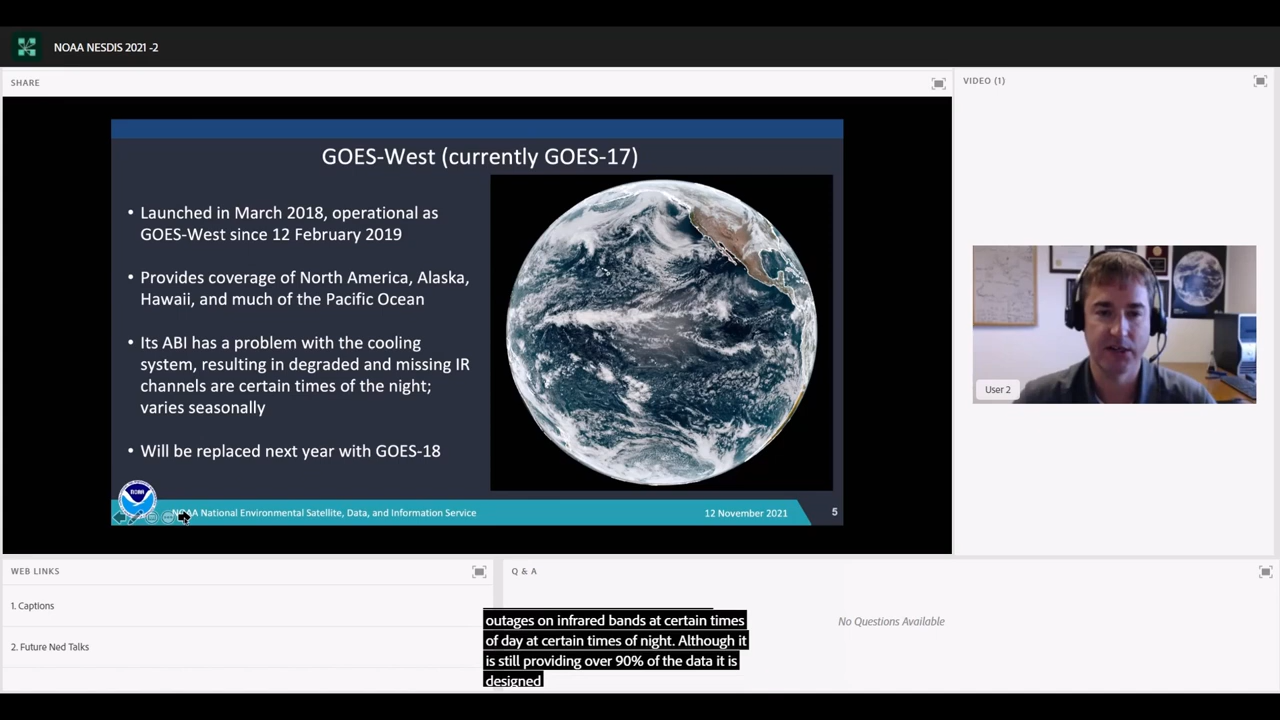 NOAA NESDIS 2021 -2
SHARE
VIDEO (1)
GOES-West (currently GOES-17)
• Launched in March 2018, operational as
GOES-West since 12 February 2019
• Provides coverage of North America, Alaska,
Hawaii, and much of the Pacific Ocean
• Its ABI has a problem with the cooling
system, resulting in degraded and missing IR
channels are certain times of the night;
varies seasonally
• Will be replaced next year with GOES-18
NOAA
NOAA National Environmental Satellite, Data, and Information Service
12 November 2021
5
User 2
WEB LINKS
1. Captions
2. Future Ned Talks
Q & A
No Questions Available
outages on infrared bands at certain times
of day at certain times of night. Although it
is still providing over 90% of the data it is
designed